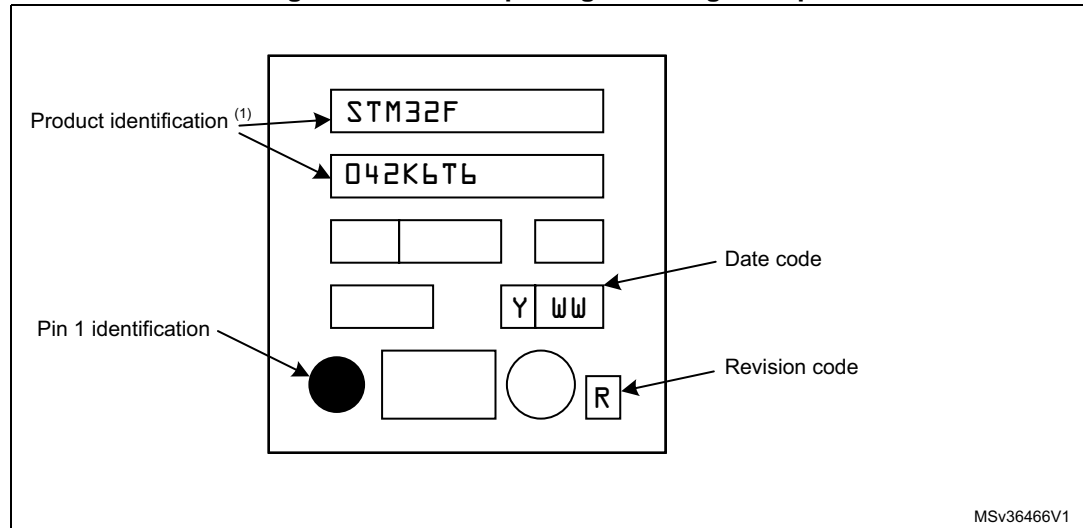 Product identification (1)
STM32F
042K6T6
Date code
Y WW
Pin 1 identification
Revision code
R
MSv36466V1